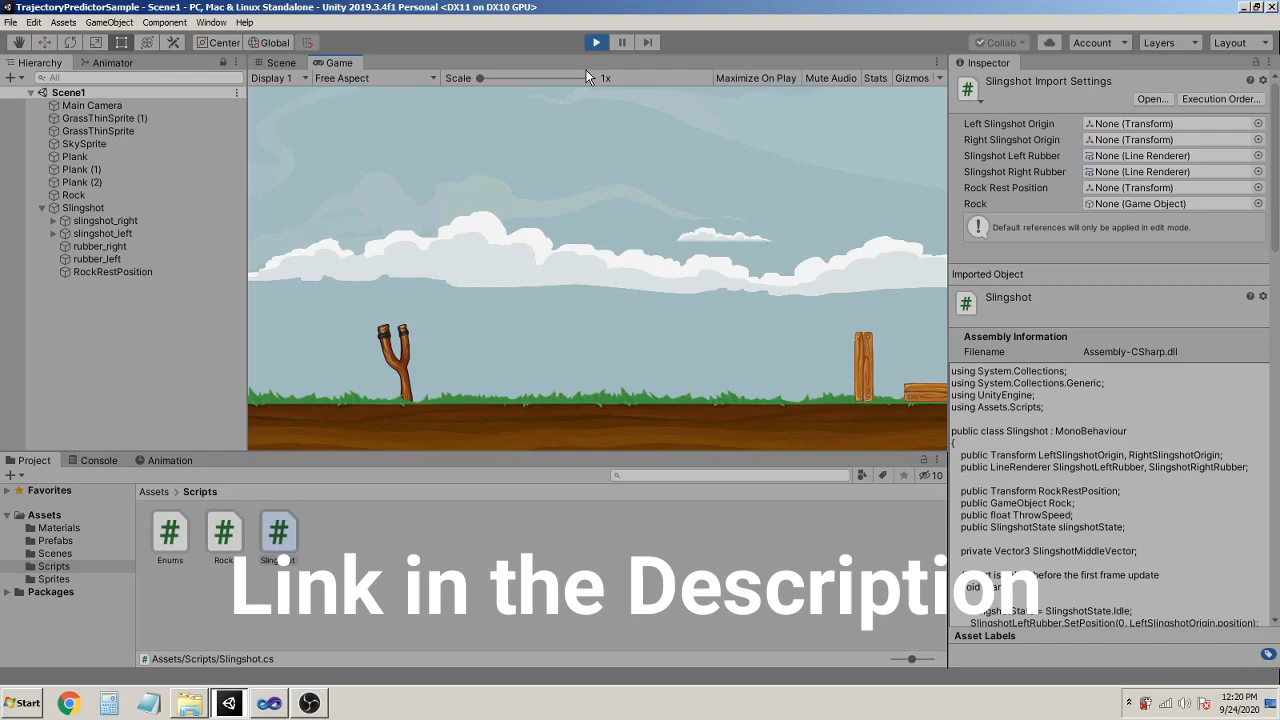 TrajectoryPredictorSample - Scene1 - PC, Mac & Linux Standalone - Unity 2019.3.4f1 Personal <DX11 on DX10 GPU>
File Edit Assets GameObject Component Window Help
Center Global Collab Account Layers Layout
Hierarchy Animator
All
Scene1
Main Camera
GrassThinSprite (1)
GrassThinSprite
SkySprite
Plank
Plank (1)
Plank (2)
Rock
Slingshot
slingshot_right
slingshot_left
rubber_right
rubber_left
RockRestPosition
Scene Game
Display 1 Free Aspect Scale 1x Maximize On Play Mute Audio Stats Gizmos
Inspector
Slingshot Import Settings
Open... Execution Order...
Left Slingshot Origin None (Transform)
Right Slingshot Origin None (Transform)
Slingshot Left Rubber None (Line Renderer)
Slingshot Right Rubber None (Line Renderer)
Rock Rest Position None (Transform)
Rock None (Game Object)
Default references will only be applied in edit mode.
Imported Object
Slingshot
Assembly Information
Filename Assembly-CSharp.dll
using System.Collections;
using System.Collections.Generic;
using UnityEngine;
using Assets.Scripts;
public class Slingshot : MonoBehaviour
{
public Transform LeftSlingshotOrigin, RightSlingshotOrigin;
public LineRenderer SlingshotLeftRubber, SlingshotRightRubber;
public Transform RockRestPosition;
public GameObject Rock;
public float ThrowSpeed;
public SlingshotState slingshotState;
private Vector3 SlingshotMiddleVector;
before the first frame update
= SlingshotState.Idle;
SlingshotLeftRubber.SetPosition(0, LeftSlingshotOrigin.position);
Asset Labels
Project Console Animation
10
Favorites
Assets
Materials
Prefabs
Scenes
Scripts
Sprites
Packages
Assets > Scripts
Enums
Link in the Description
Assets/Scripts/Slingshot.cs
Start
12:20 PM
9/24/2020